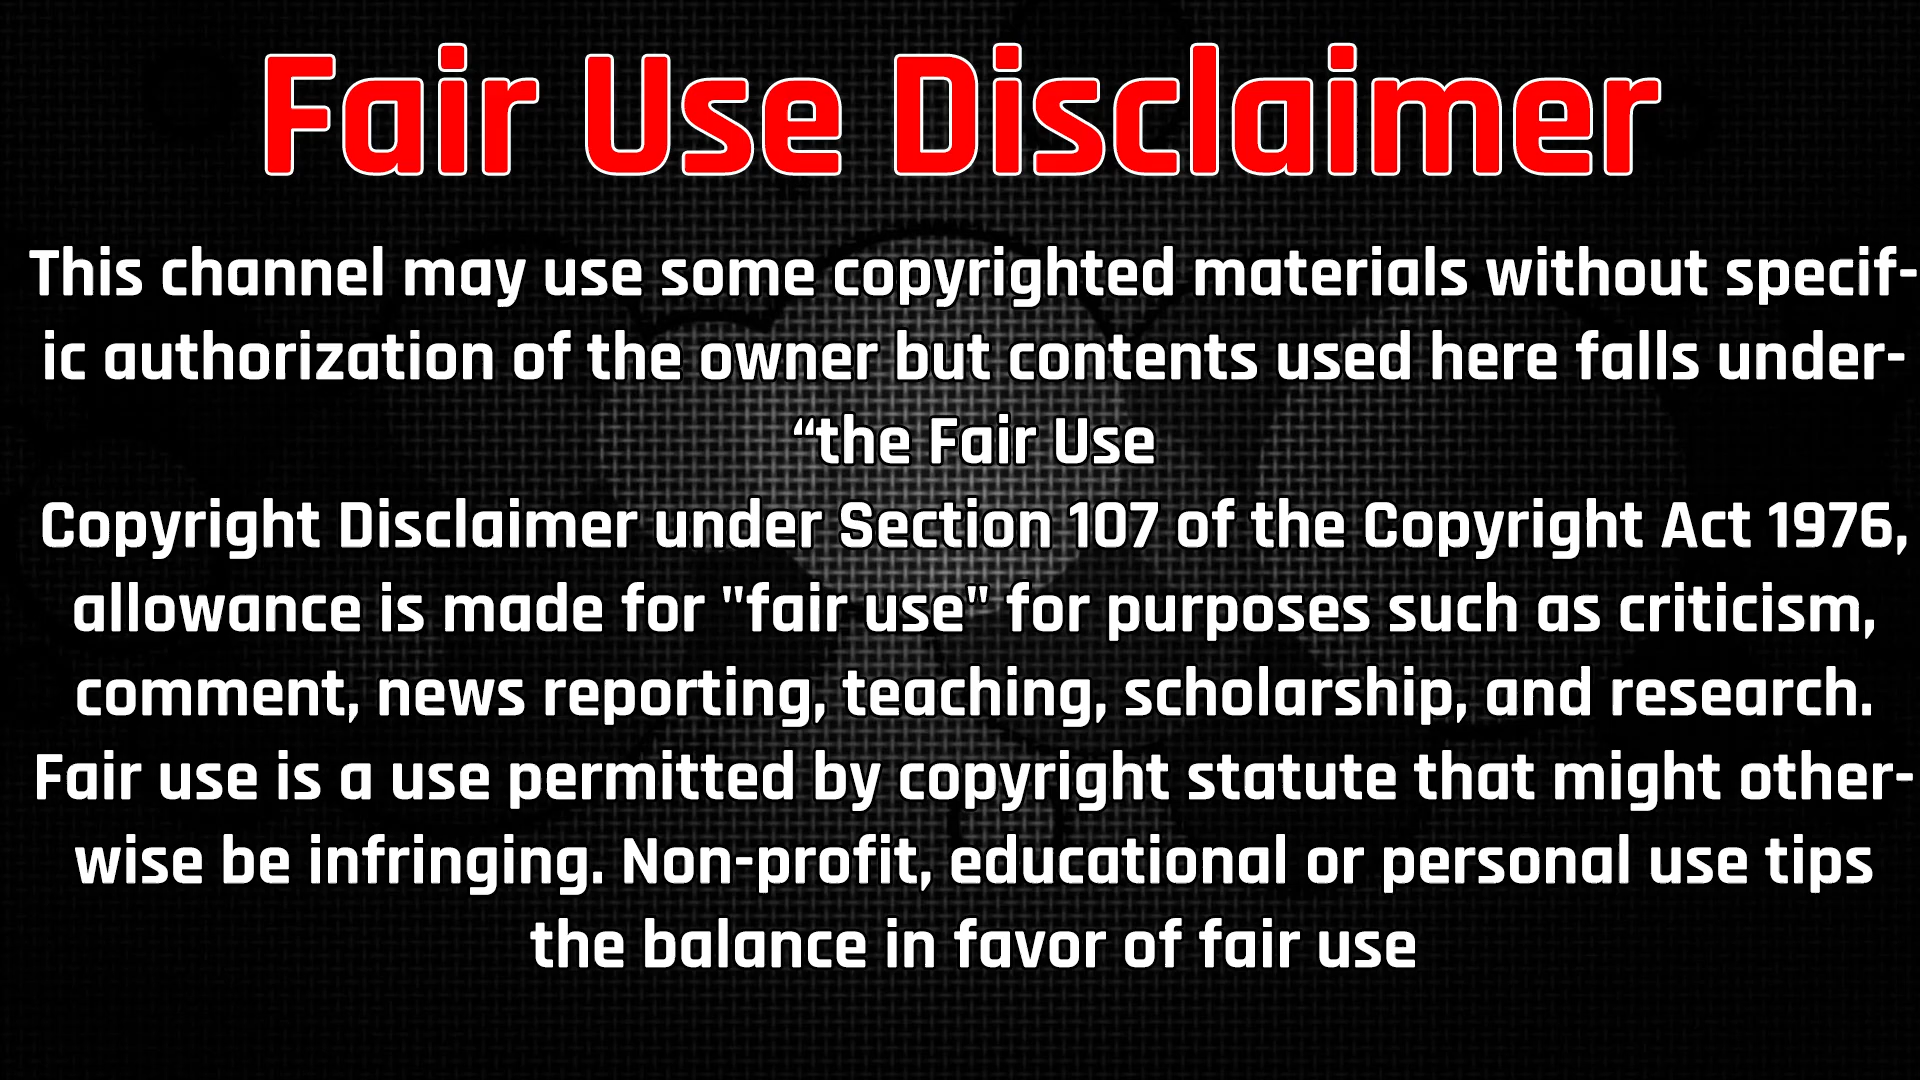 Fair Use Disclaimer
This channel may use some copyrighted materials without specif-
ic authorization of the owner but contents used here falls under-
“the Fair Use
Copyright Disclaimer under Section 107 of the Copyright Act 1976,
allowance is made for "fair use" for purposes such as criticism,
comment, news reporting, teaching, scholarship, and research.
Fair use is a use permitted by copyright statute that might other-
wise be infringing. Non-profit, educational or personal use tips
the balance in favor of fair use